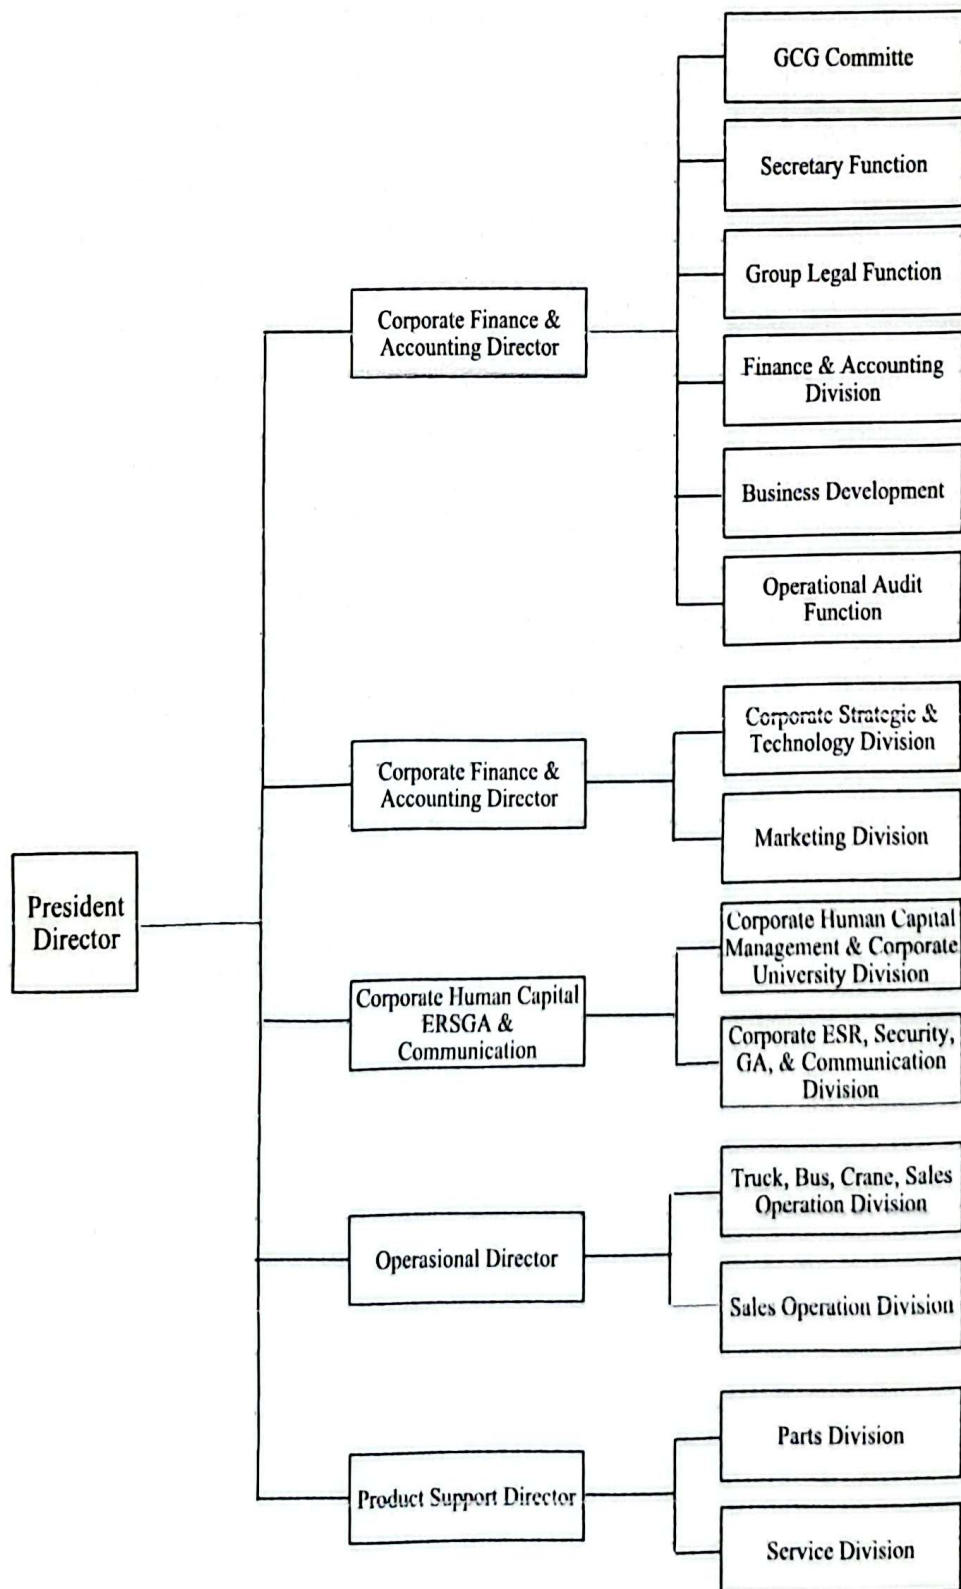 President
Director
Corporate Finance &
Accounting Director
GCG Committe
Secretary Function
Group Legal Function
Finance & Accounting
Division
Business Development
Operational Audit
Function
Corporate Finance &
Accounting Director
Corporate Strategic &
Technology Division
Marketing Division
Corporate Human Capital
ERSGA &
Communication
Corporate Human Capital
Management & Corporate
University Division
Corporate ESR, Security,
GA, & Communication
Division
Operasional Director
Truck, Bus, Crane, Sales
Operation Division
Sales Operation Division
Product Support Director
Parts Division
Service Division